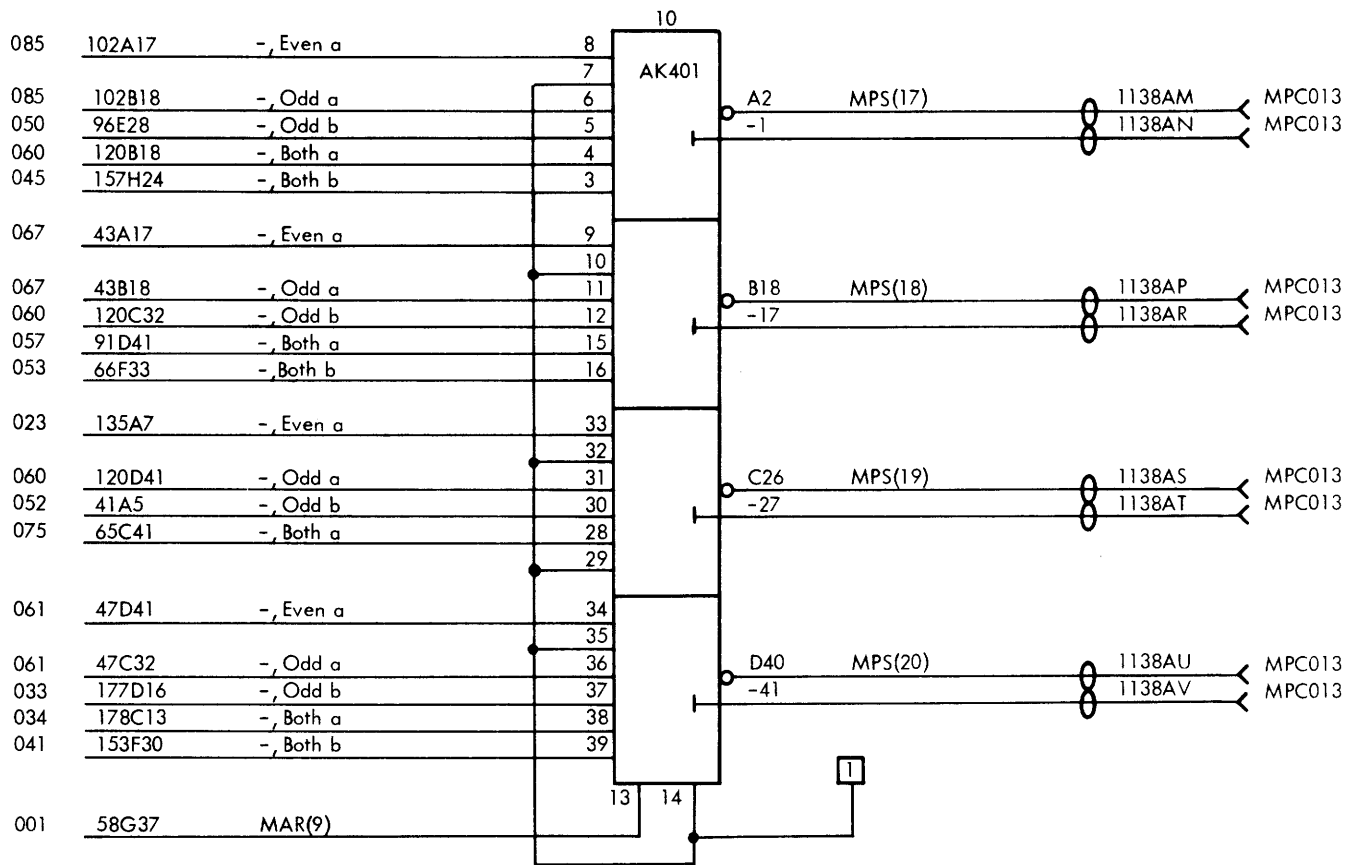 10
AK401
085 102A17 -, Even a 8
7
085 102B18 -, Odd a 6 A2 MPS(17) 1138AM MPC013
050 96E28 -, Odd b 5 -1 1138AN MPC013
060 120B18 -, Both a 4
045 157H24 -, Both b 3
067 43A17 -, Even a 9
10
067 43B18 -, Odd a 11 B18 MPS(18) 1138AP MPC013
060 120C32 -, Odd b 12 -17 1138AR MPC013
057 91D41 -, Both a 15
053 66F33 -, Both b 16
023 135A7 -, Even a 33
32
060 120D41 -, Odd a 31 C26 MPS(19) 1138AS MPC013
052 41A5 -, Odd b 30 -27 1138AT MPC013
075 65C41 -, Both a 28
29
061 47D41 -, Even a 34
35
061 47C32 -, Odd a 36 D40 MPS(20) 1138AU MPC013
033 177D16 -, Odd b 37 -41 1138AV MPC013
034 178C13 -, Both a 38
041 153F30 -, Both b 39
1
13 14
001 58G37 MAR(9)